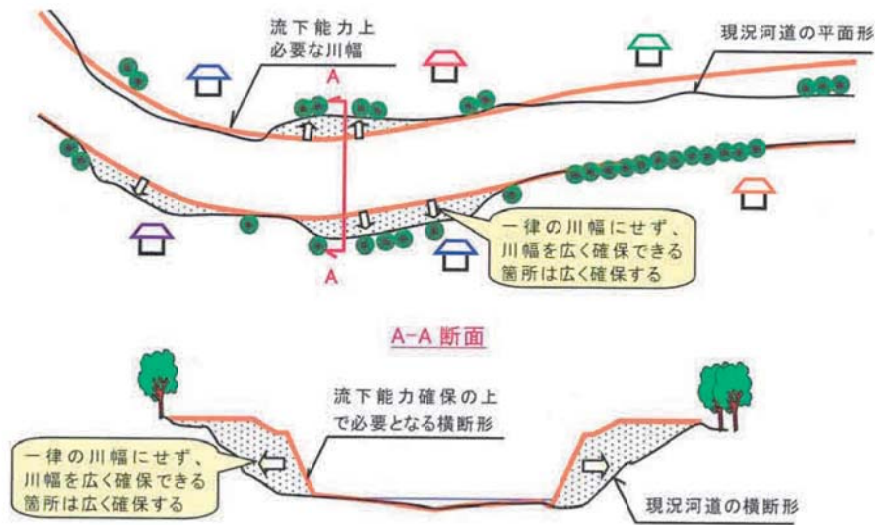 流下能力上
必要な川幅
現況河道の平面形
A
一律の川幅にせず、
川幅を広く確保できる
箇所は広く確保する
A
A-A 断面
流下能力確保の上
で必要となる横断形
一律の川幅にせず、
川幅を広く確保できる
箇所は広く確保する
現況河道の横断形